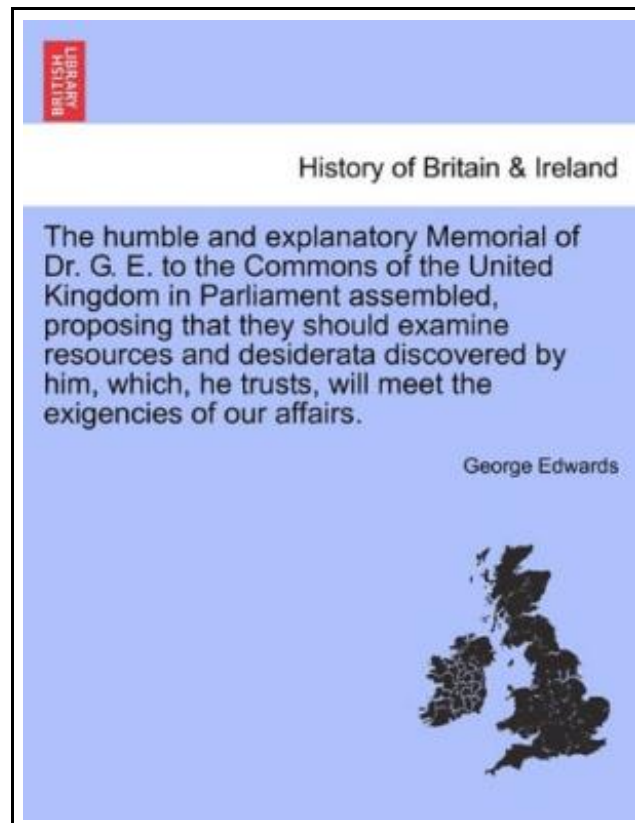 BRITISH
LIBRARY
History of Britain & Ireland
The humble and explanatory Memorial of
Dr. G. E. to the Commons of the United
Kingdom in Parliament assembled,
proposing that they should examine
resources and desiderata discovered by
him, which, he trusts, will meet the
exigencies of our affairs.
George Edwards